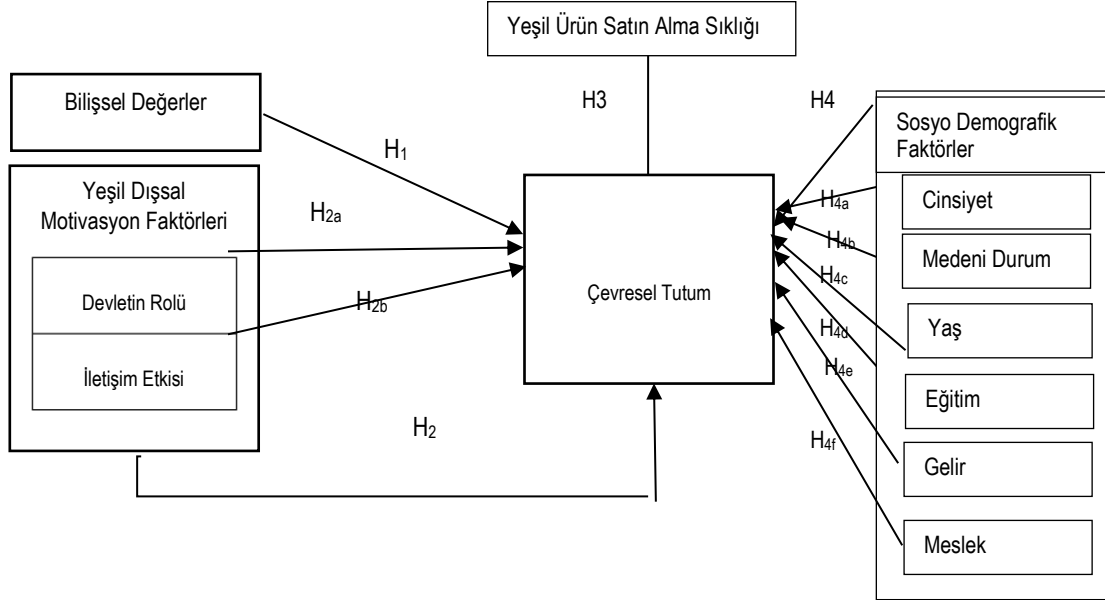 Yeşil Ürün Satın Alma Sıklığı
Bilişsel Değerler
H3
H4
Sosyo Demografik
Faktörler
H1
Yeşil Dışsal
Motivasyon Faktörleri
H2a
H4a
Cinsiyet
H4b
Medeni Durum
H4c
Devletin Rolü
H2b
Çevresel Tutum
H4d
Yaş
İletişim Etkisi
H4e
Eğitim
H2
H4f
Gelir
Meslek